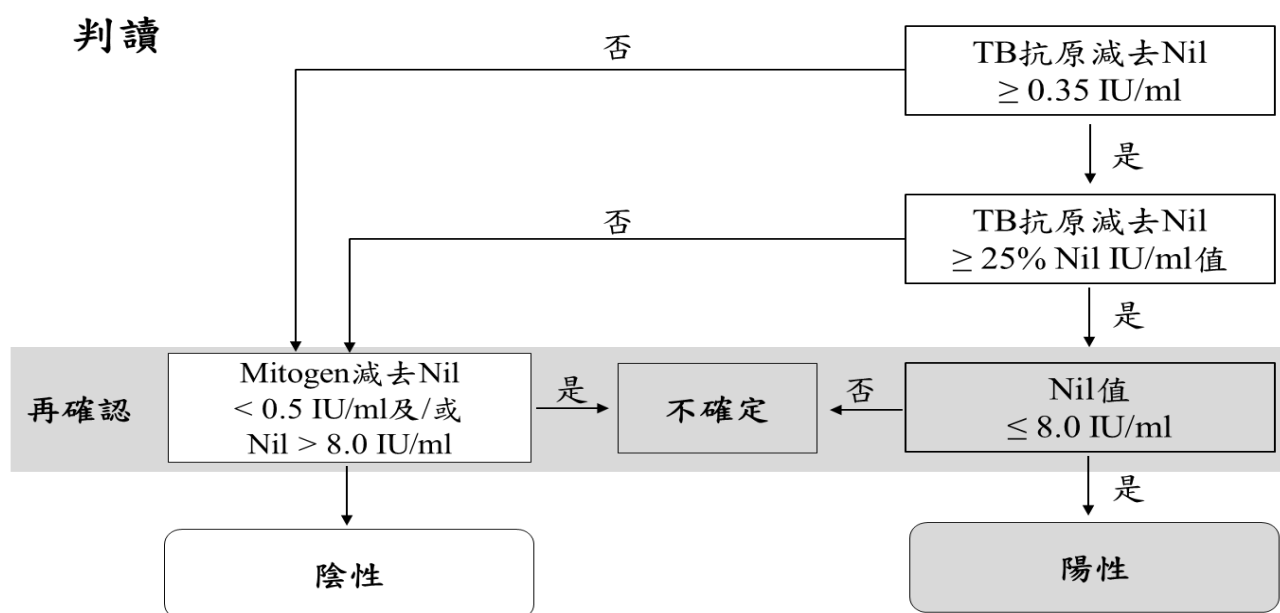 判讀
否
TB抗原減去Nil
≥ 0.35 IU/ml
是
否
TB抗原減去Nil
≥ 25% Nil IU/ml值
是
再確認
Mitogen減去Nil
< 0.5 IU/ml及/或
Nil > 8.0 IU/ml
是
不確定
否
Nil值
≤ 8.0 IU/ml
是
陰性
陽性